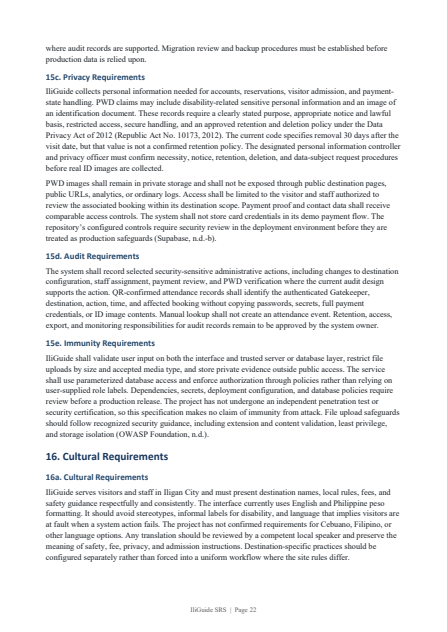 where audit records are supported. Migration review and backup procedures must be established before
production data is relied upon.
15c. Privacy Requirements
IliGuide collects personal information needed for accounts, reservations, visitor admission, and payment-
state handling. PWD claims may include disability-related sensitive personal information and an image of
an identification document. These records require a clearly stated purpose, appropriate notice and lawful
basis, restricted access, secure handling, and an approved retention and deletion policy under the Data
Privacy Act of 2012 (Republic Act No. 10173, 2012). The current code specifies removal 30 days after the
visit date, but that value is not a confirmed retention policy. The designated personal information controller
and privacy officer must confirm necessity, notice, retention, deletion, and data-subject request procedures
before real ID images are collected.
PWD images shall remain in private storage and shall not be exposed through public destination pages,
public URLs, analytics, or ordinary logs. Access shall be limited to the visitor and staff authorized to
review the associated booking within its destination scope. Payment proof and contact data shall receive
comparable access controls. The system shall not store card credentials in its demo payment flow. The
repository's configured controls require security review in the deployment environment before they are
treated as production safeguards (Supabase, n.d.-b).
15d. Audit Requirements
The system shall record selected security-sensitive administrative actions, including changes to destination
configuration, staff assignment, payment review, and PWD verification where the current audit design
supports the action. QR-confirmed attendance records shall identify the authenticated Gatekeeper,
destination, action, time, and affected booking without copying passwords, secrets, full payment
credentials, or ID image contents. Manual lookup shall not create an attendance event. Retention, access,
export, and monitoring responsibilities for audit records remain to be approved by the system owner.
15e. Immunity Requirements
IliGuide shall validate user input on both the interface and trusted server or database layer, restrict file
uploads by size and accepted media type, and store private evidence outside public access. The service
shall use parameterized database access and enforce authorization through policies rather than relying on
user-supplied role labels. Dependencies, secrets, deployment configuration, and database policies require
review before a production release. The project has not undergone an independent penetration test or
security certification, so this specification makes no claim of immunity from attack. File upload safeguards
should follow recognized security guidance, including extension and content validation, least privilege,
and storage isolation (OWASP Foundation, n.d.).
16. Cultural Requirements
16a. Cultural Requirements
IliGuide serves visitors and staff in Iligan City and must present destination names, local rules, fees, and
safety guidance respectfully and consistently. The interface currently uses English and Philippine peso
formatting. It should avoid stereotypes, informal labels for disability, and language that implies visitors are
at fault when a system action fails. The project has not confirmed requirements for Cebuano, Filipino, or
other language options. Any translation should be reviewed by a competent local speaker and preserve the
meaning of safety, fee, privacy, and admission instructions. Destination-specific practices should be
configured separately rather than forced into a uniform workflow where the site rules differ.
IliGuide SRS | Page 22